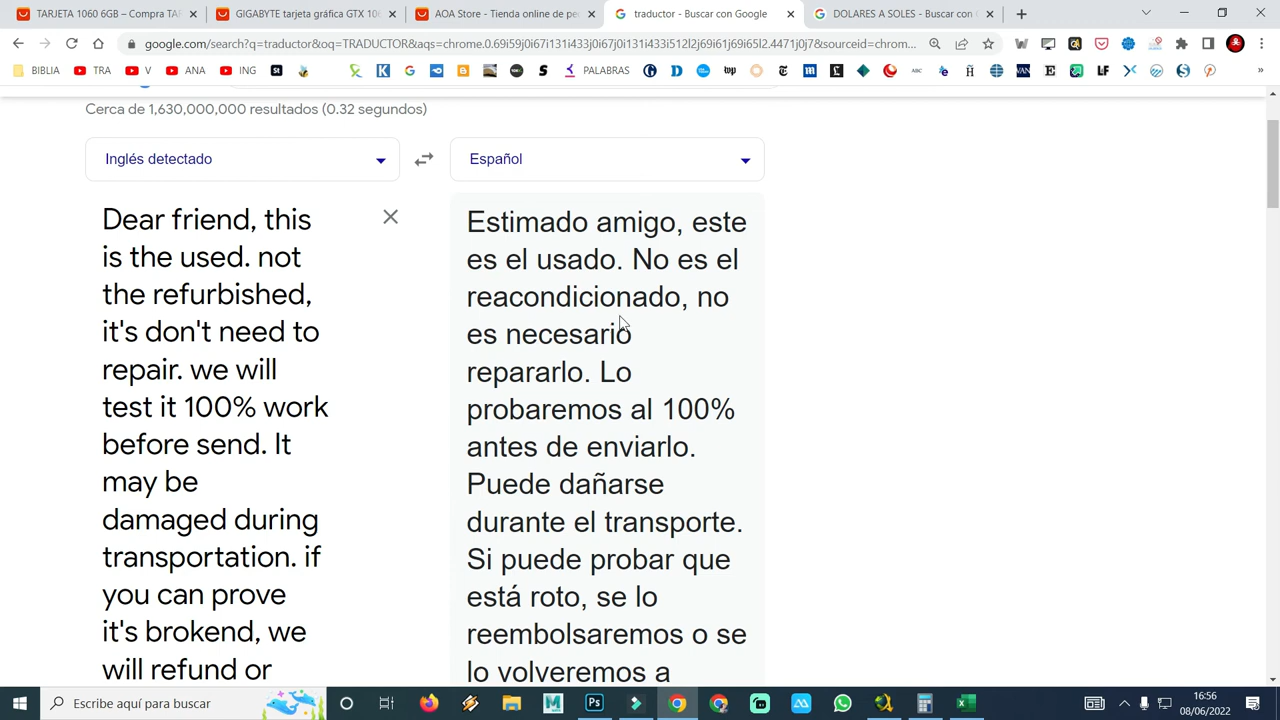 TARJETA 1060 6GB – Compra TAR
GIGABYTE tarjeta gráfica GTX 106
AOA Store - Tienda online de pe
traductor - Buscar con Google
DOLARES A SOLES - Buscar con
google.com/search?q=traductor&oq=TRADUCTOR&aqs=chrome.0.69i59j0i67i131i433j0i67j0i131i433i512l2j69i61j69i65l2.4471j0j7&sourceid=chrom...
BIBLIA
TRA
V
ANA
ING
St
PALABRAS
Cerca de 1,630,000,000 resultados (0.32 segundos)
Inglés detectado
Español
Dear friend, this
is the used. not
the refurbished,
it's don't need to
repair. we will
test it 100% work
before send. It
may be
damaged during
transportation. if
you can prove
it's brokend, we
will refund or
Estimado amigo, este
es el usado. No es el
reacondicionado, no
es necesario
repararlo. Lo
probaremos al 100%
antes de enviarlo.
Puede dañarse
durante el transporte.
Si puede probar que
está roto, se lo
reembolsaremos o se
lo volveremos a
Escribe aquí para buscar
16:56
08/06/2022